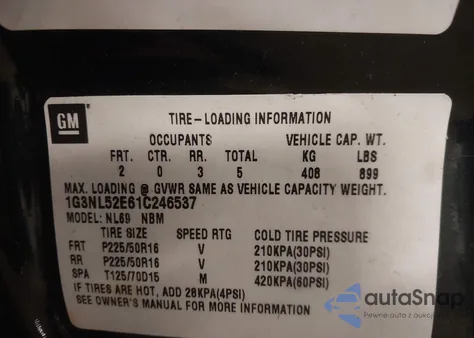 GM
TIRE-LOADING INFORMATION
OCCUPANTS VEHICLE CAP. WT.
FRT. CTR. RR. TOTAL KG LBS
2 0 3 5 408 899
MAX. LOADING @ GVWR SAME AS VEHICLE CAPACITY WEIGHT.
1G3NL52E61C246537
MODEL: NL69 NBM
TIRE SIZE SPEED RTG COLD TIRE PRESSURE
FRT P225/50R16 V 210KPA(30PSI)
RR P225/50R16 V 210KPA(30PSI)
SPA T125/70D15 M 420KPA(60PSI)
IF TIRES ARE HOT, ADD 28KPA(4PSI)
SEE OWNER'S MANUAL FOR MORE INFORMATION
autoSnap
Pewne auta z aukcji